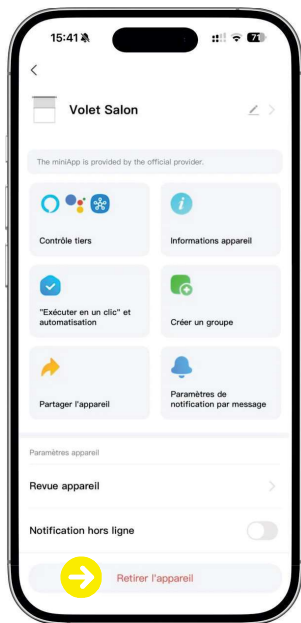 15:41
71
Volet Salon
The miniApp is provided by the official provider.
Contrôle tiers
Informations appareil
"Exécuter en un clic" et
automatisation
Créer un groupe
Partager l'appareil
Paramètres de
notification par message
Paramètres appareil
Revue appareil
Notification hors ligne
Retirer l'appareil